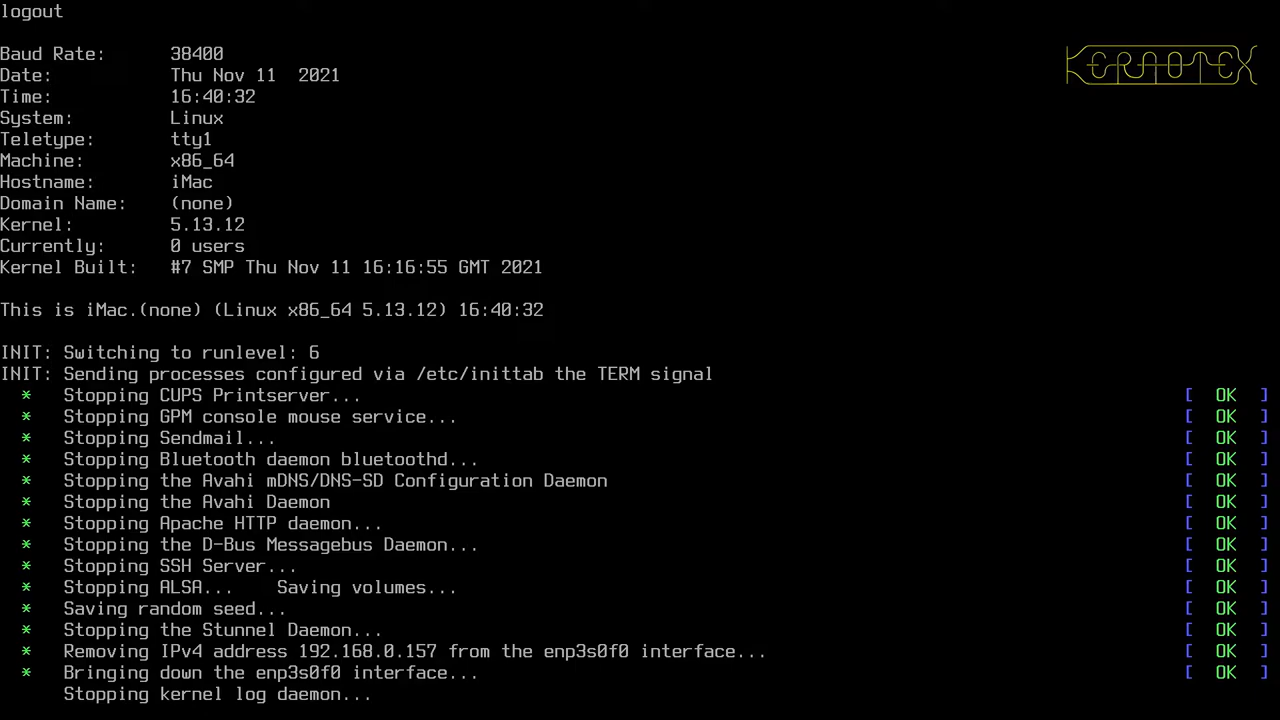 logout
Baud Rate: 38400
Date: Thu Nov 11  2021
Time: 16:40:32
System: Linux
Teletype: tty1
Machine: x86_64
Hostname: iMac
Domain Name: (none)
Kernel: 5.13.12
Currently: 0 users
Kernel Built: #7 SMP Thu Nov 11 16:16:55 GMT 2021
This is iMac.(none) (Linux x86_64 5.13.12) 16:40:32
INIT: Switching to runlevel: 6
INIT: Sending processes configured via /etc/inittab the TERM signal
* Stopping CUPS Printserver... [ OK ]
* Stopping GPM console mouse service... [ OK ]
* Stopping Sendmail... [ OK ]
* Stopping Bluetooth daemon bluetoothd... [ OK ]
* Stopping the Avahi mDNS/DNS-SD Configuration Daemon [ OK ]
* Stopping the Avahi Daemon [ OK ]
* Stopping Apache HTTP daemon... [ OK ]
* Stopping the D-Bus Messagebus Daemon... [ OK ]
* Stopping SSH Server... [ OK ]
* Stopping ALSA... Saving volumes... [ OK ]
* Saving random seed... [ OK ]
* Stopping the Stunnel Daemon... [ OK ]
* Removing IPv4 address 192.168.0.157 from the enp3s0f0 interface... [ OK ]
* Bringing down the enp3s0f0 interface... [ OK ]
Stopping kernel log daemon...